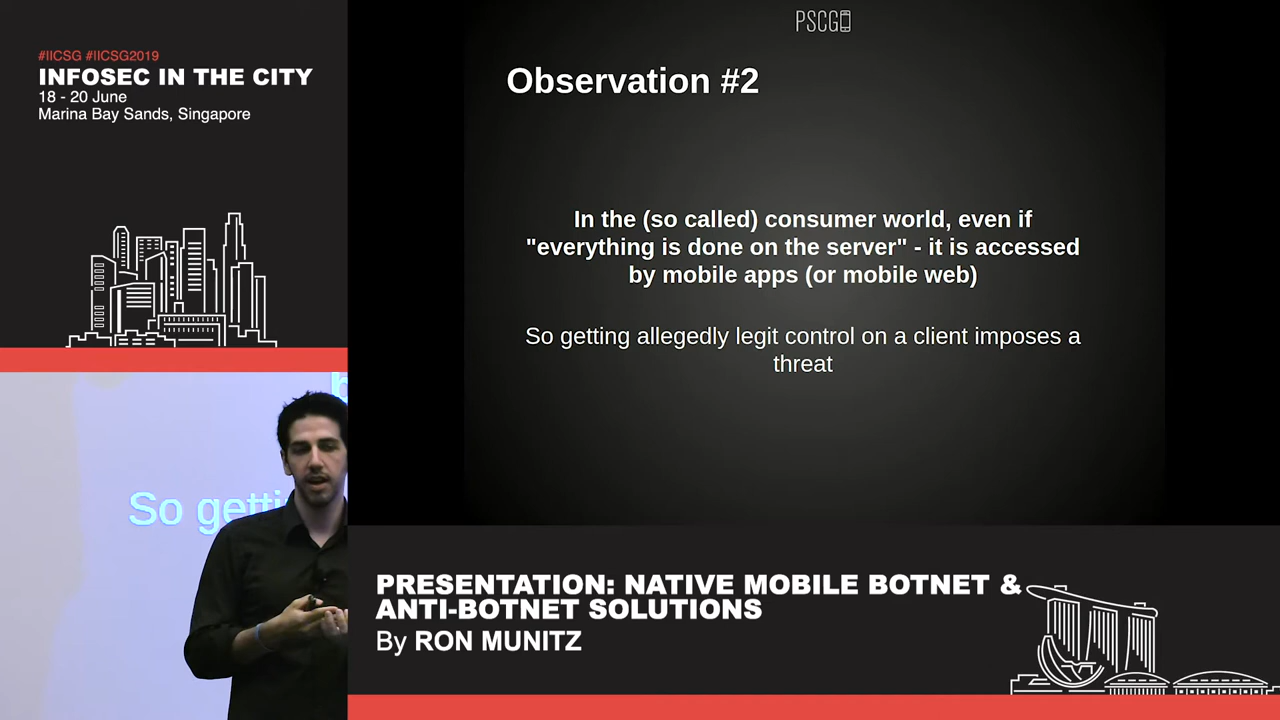 #IICSG #IICSG2019
INFOSEC IN THE CITY
18 - 20 June
Marina Bay Sands, Singapore
PSCG
Observation #2
In the (so called) consumer world, even if
"everything is done on the server" - it is accessed
by mobile apps (or mobile web)
So getting allegedly legit control on a client imposes a
threat
So getti
PRESENTATION: NATIVE MOBILE BOTNET &
ANTI-BOTNET SOLUTIONS
By RON MUNITZ